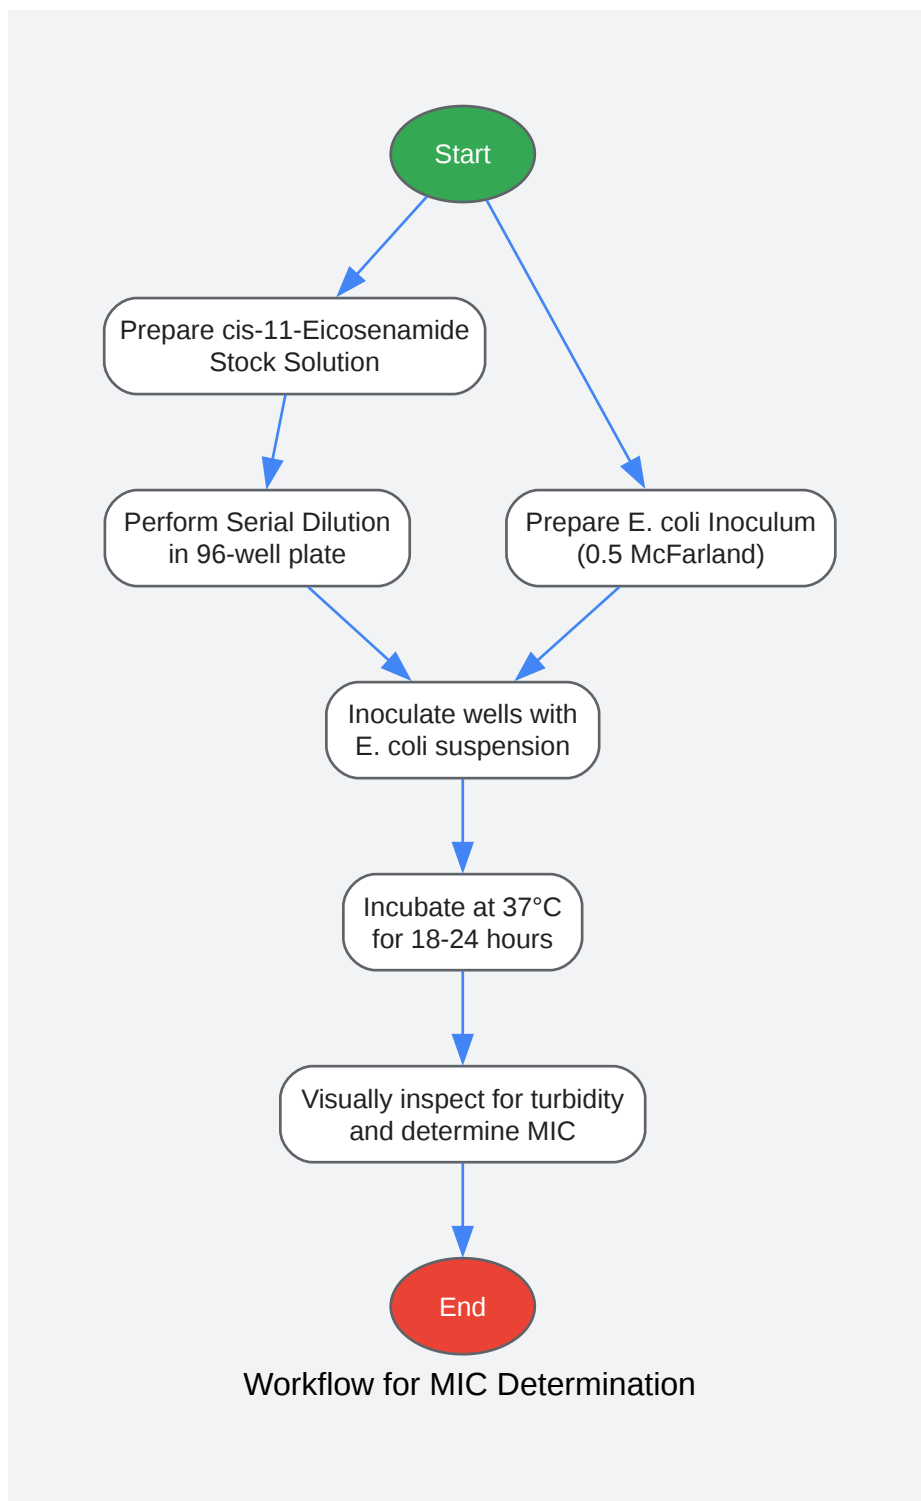 Start
Prepare cis-11-Eicosenamide
Stock Solution
Perform Serial Dilution
in 96-well plate
Prepare E. coli Inoculum
(0.5 McFarland)
Inoculate wells with
E. coli suspension
Incubate at 37°C
for 18-24 hours
Visually inspect for turbidity
and determine MIC
End
Workflow for MIC Determination